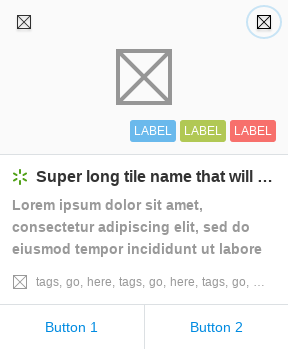 LABEL LABEL LABEL
Super long tile name that will …
Lorem ipsum dolor sit amet,
consectetur adipiscing elit, sed do
eiusmod tempor incididunt ut labore
tags, go, here, tags, go, here, tags, go, …
Button 1 Button 2